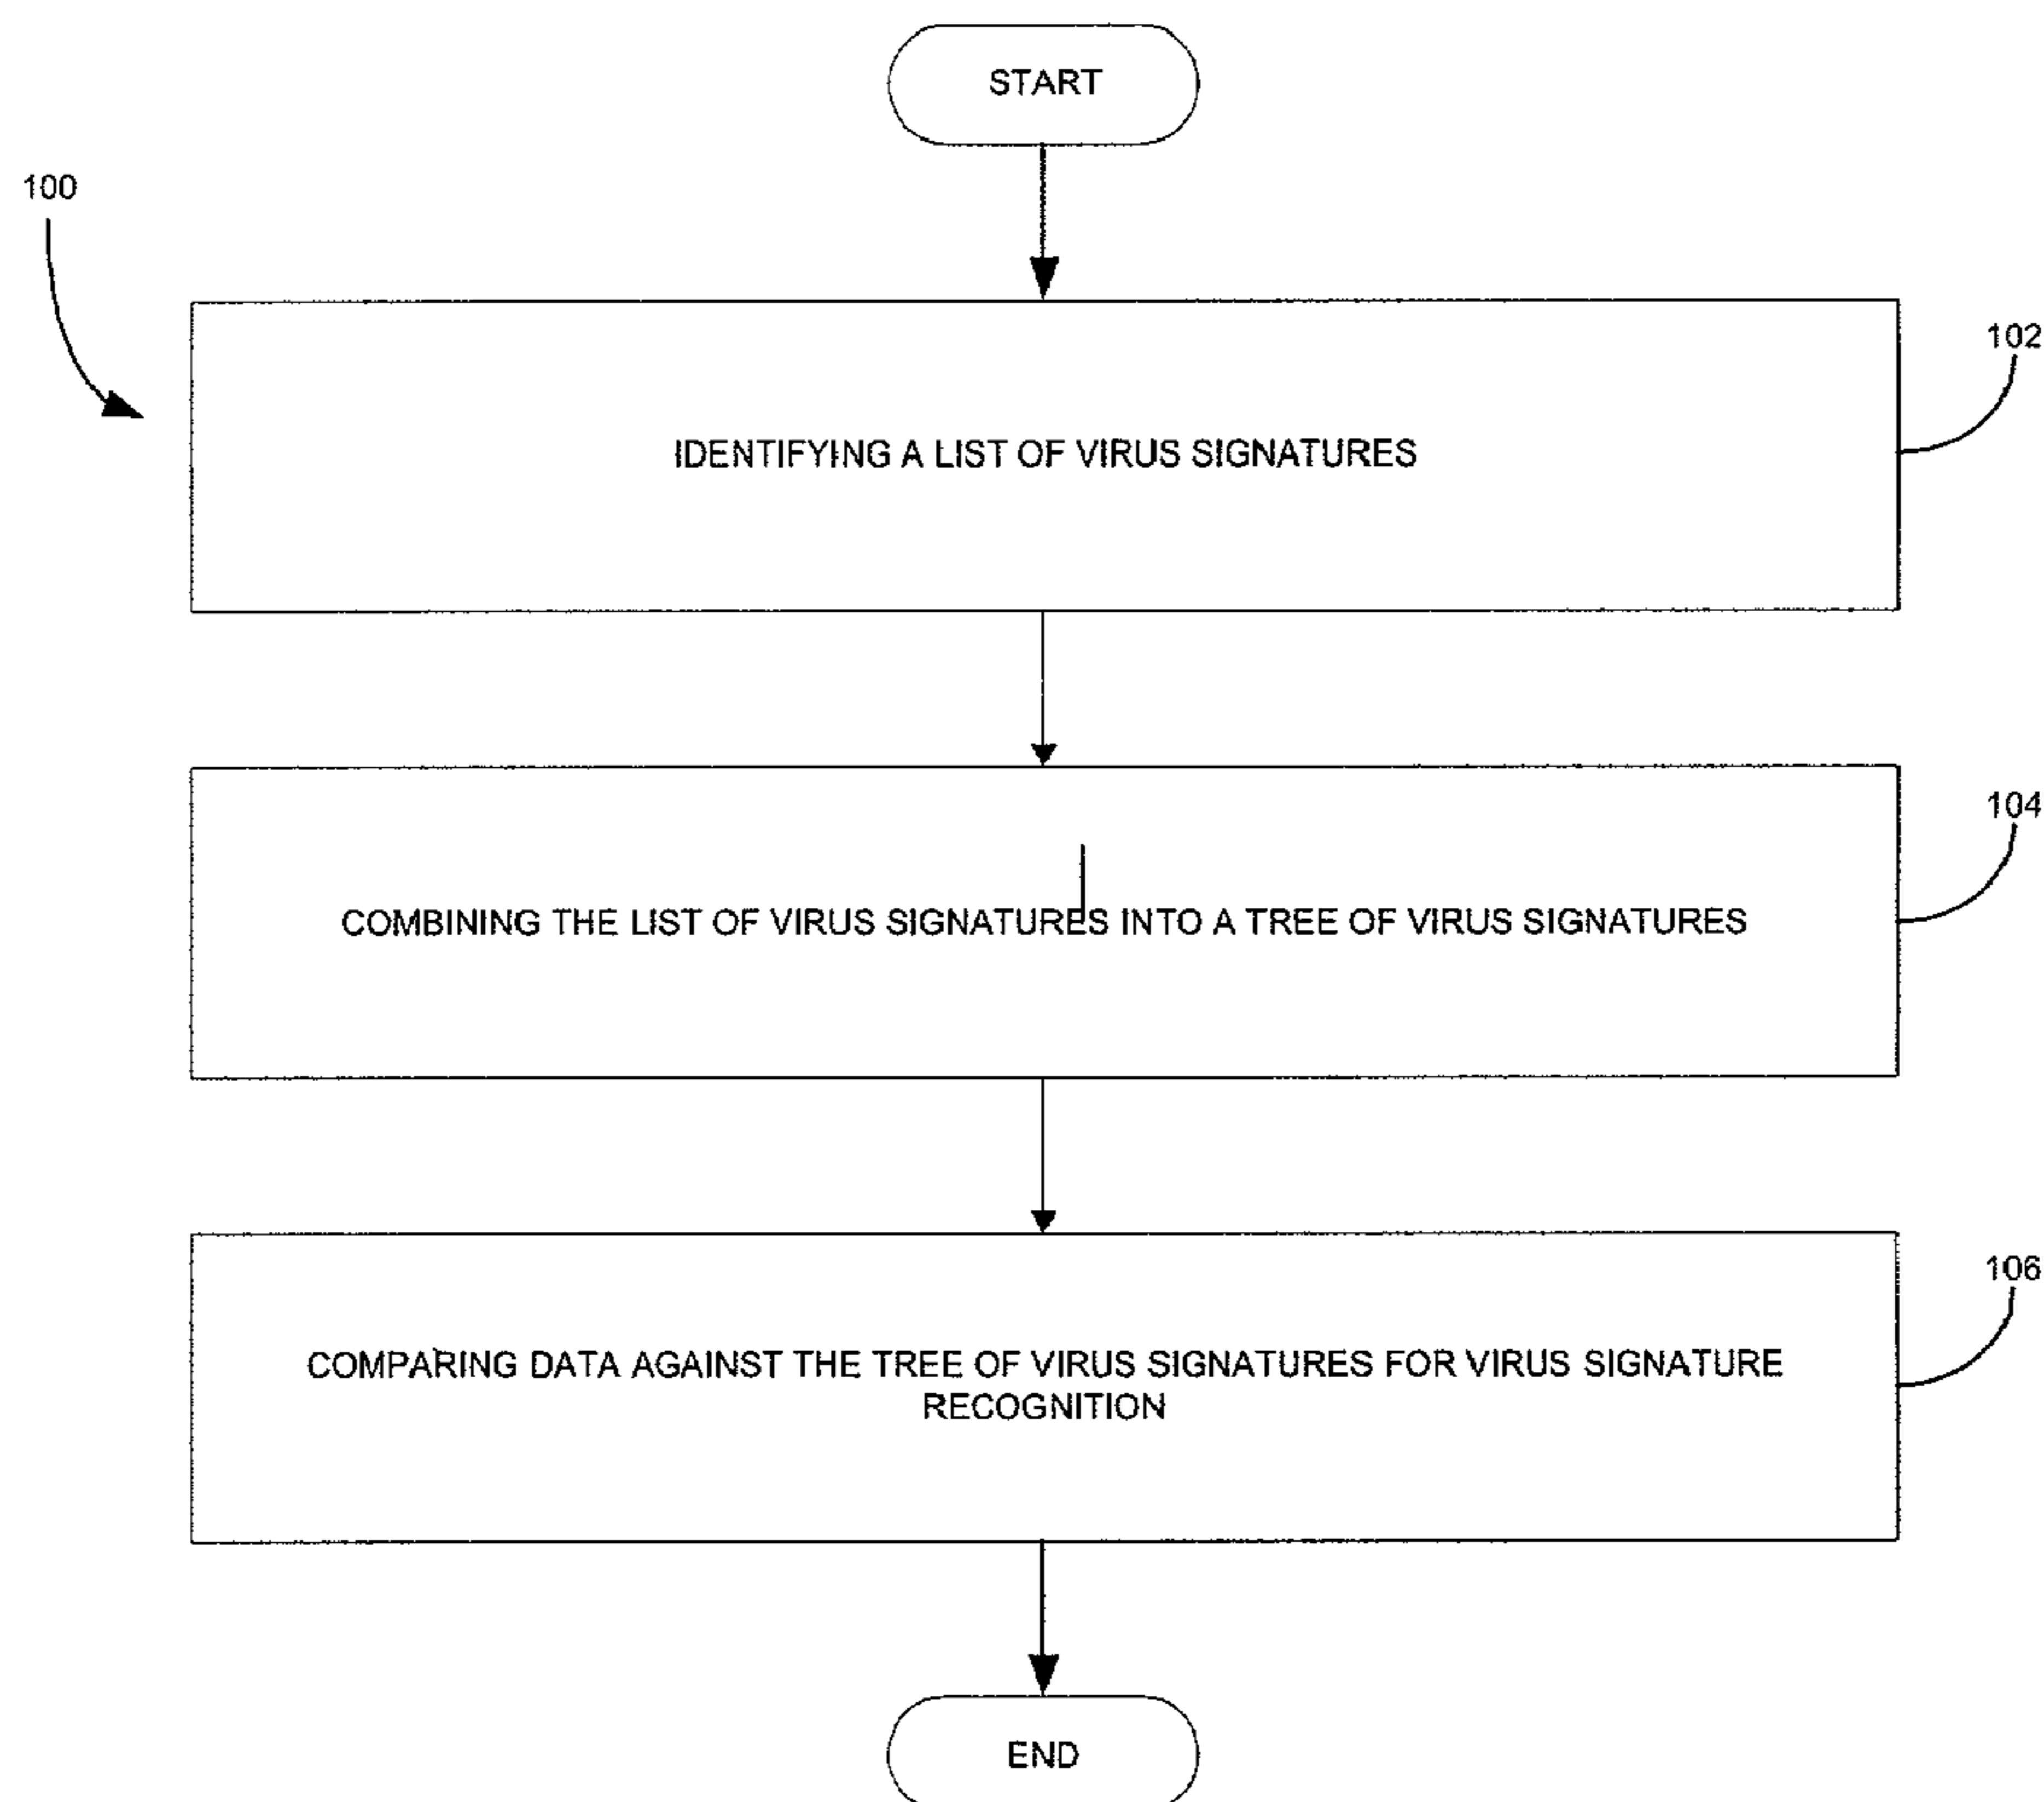 START
100
102
IDENTIFYING A LIST OF VIRUS SIGNATURES
104
COMBINING THE LIST OF VIRUS SIGNATURES INTO A TREE OF VIRUS SIGNATURES
106
COMPARING DATA AGAINST THE TREE OF VIRUS SIGNATURES FOR VIRUS SIGNATURE
RECOGNITION
END